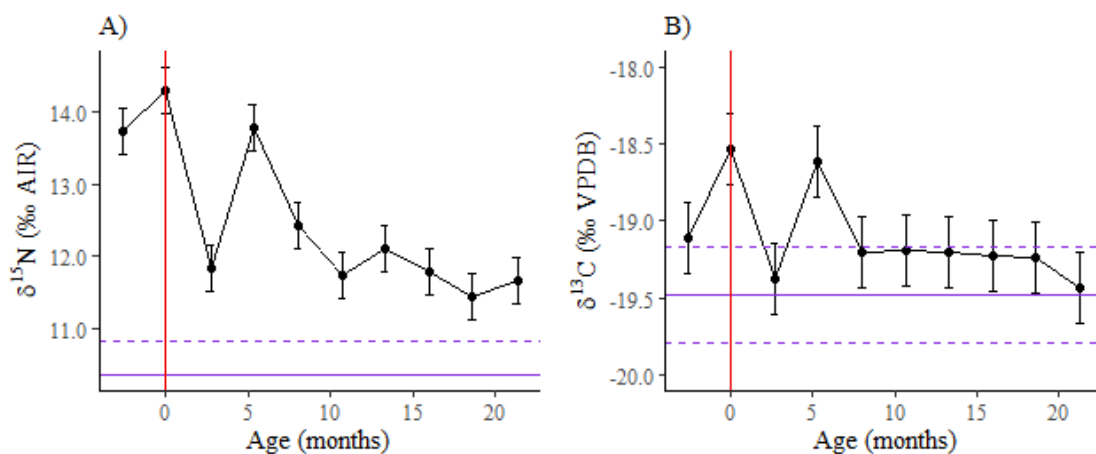 A)
14.0
13.0
12.0
11.0
δ¹⁵N (‰ AIR)
0 5 10 15 20
Age (months)
B)
-18.0
-18.5
-19.0
-19.5
-20.0
δ¹³C (‰ VPDB)
0 5 10 15 20
Age (months)